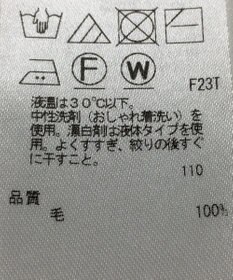 F
W
F23T
液温は30℃以下。
中性洗剤(おしゃれ着洗い)を
使用。漂白剤は液体タイプを使
用。よくすすぎ、絞りの後すぐ
に干すこと。
110
品質
毛 100%